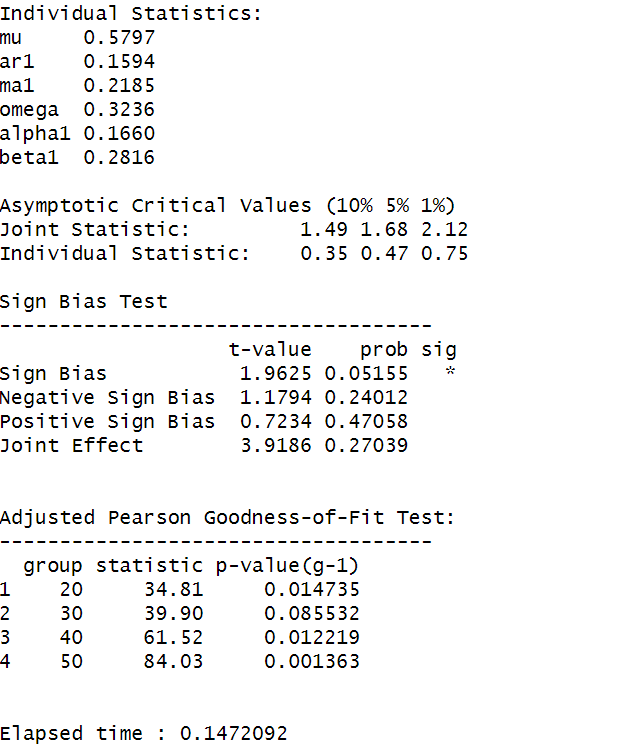 Individual Statistics:
mu     0.5797
ar1    0.1594
ma1    0.2185
omega  0.3236
alpha1 0.1660
beta1  0.2816
Asymptotic Critical Values (10% 5% 1%)
Joint Statistic:         1.49 1.68 2.12
Individual Statistic:    0.35 0.47 0.75
Sign Bias Test
------------------------------------
                   t-value    prob sig
Sign Bias           1.9625 0.05155   *
Negative Sign Bias  1.1794 0.24012
Positive Sign Bias  0.7234 0.47058
Joint Effect        3.9186 0.27039
Adjusted Pearson Goodness-of-Fit Test:
------------------------------------
  group statistic p-value(g-1)
1    20     34.81     0.014735
2    30     39.90     0.085532
3    40     61.52     0.012219
4    50     84.03     0.001363
Elapsed time : 0.1472092